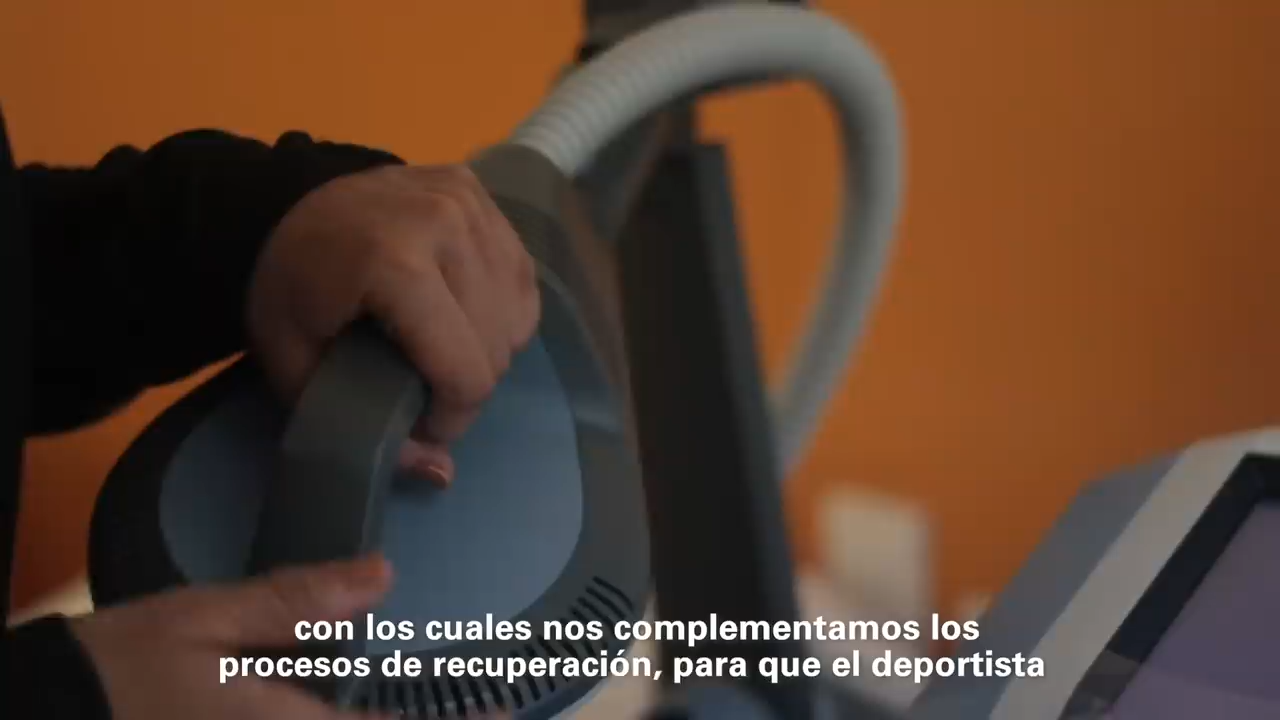 con los cuales nos complementamos los
procesos de recuperación, para que el deportista